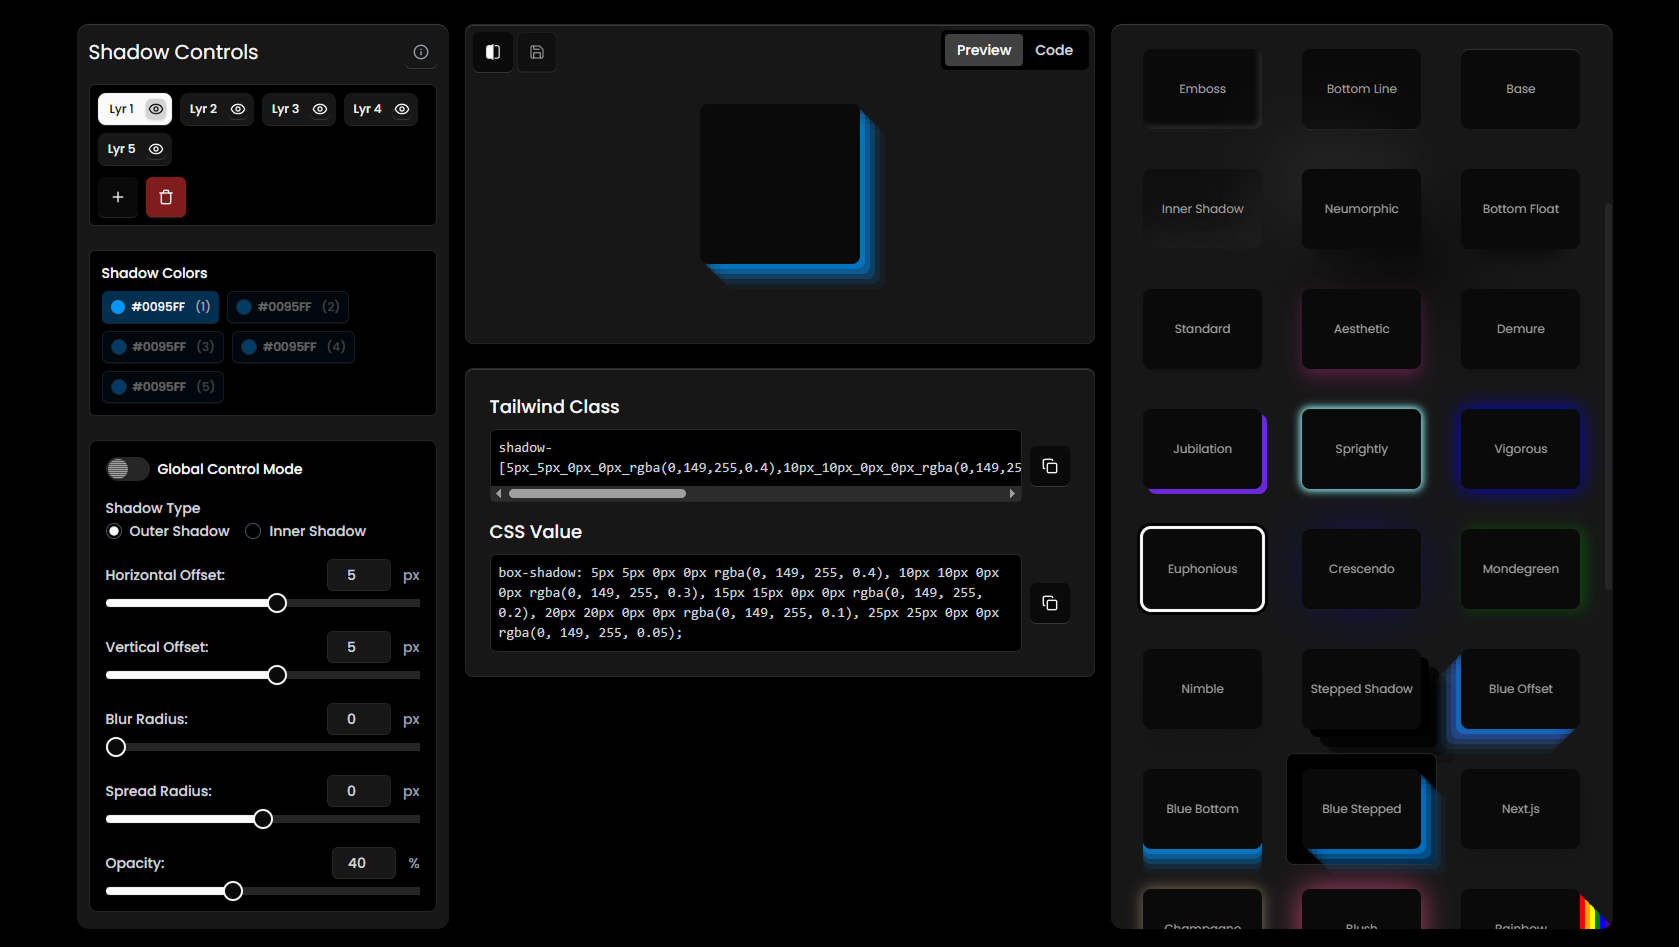 Shadow Controls
Lyr 1
Lyr 2
Lyr 3
Lyr 4
Lyr 5
Shadow Colors
#0095FF (1)
#0095FF (2)
#0095FF (3)
#0095FF (4)
#0095FF (5)
Global Control Mode
Shadow Type
Outer Shadow
Inner Shadow
Horizontal Offset: 5 px
Vertical Offset: 5 px
Blur Radius: 0 px
Spread Radius: 0 px
Opacity: 40 %
Preview
Code
Tailwind Class
shadow-
[5px_5px_0px_0px_rgba(0,149,255,0.4),10px_10px_0px_0px_rgba(0,149,25
CSS Value
box-shadow: 5px 5px 0px 0px rgba(0, 149, 255, 0.4), 10px 10px 0px
0px rgba(0, 149, 255, 0.3), 15px 15px 0px 0px rgba(0, 149, 255,
0.2), 20px 20px 0px 0px rgba(0, 149, 255, 0.1), 25px 25px 0px 0px
rgba(0, 149, 255, 0.05);
Emboss
Bottom Line
Base
Inner Shadow
Neumorphic
Bottom Float
Standard
Aesthetic
Demure
Jubilation
Sprightly
Vigorous
Euphonious
Crescendo
Mondegreen
Nimble
Stepped Shadow
Blue Offset
Blue Bottom
Blue Stepped
Next.js
Champagne
Blush
Rainbow